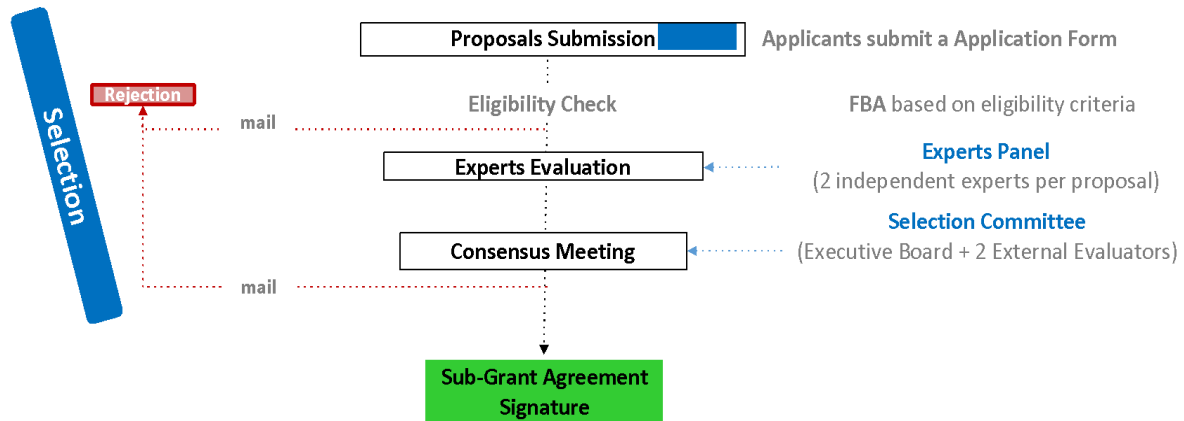 Proposals Submission
Applicants submit a Application Form
Rejection
Eligibility Check
FBA based on eligibility criteria
mail
Selection
Experts Evaluation
Experts Panel
(2 independent experts per proposal)
Consensus Meeting
Selection Committee
(Executive Board + 2 External Evaluators)
mail
Sub-Grant Agreement
Signature